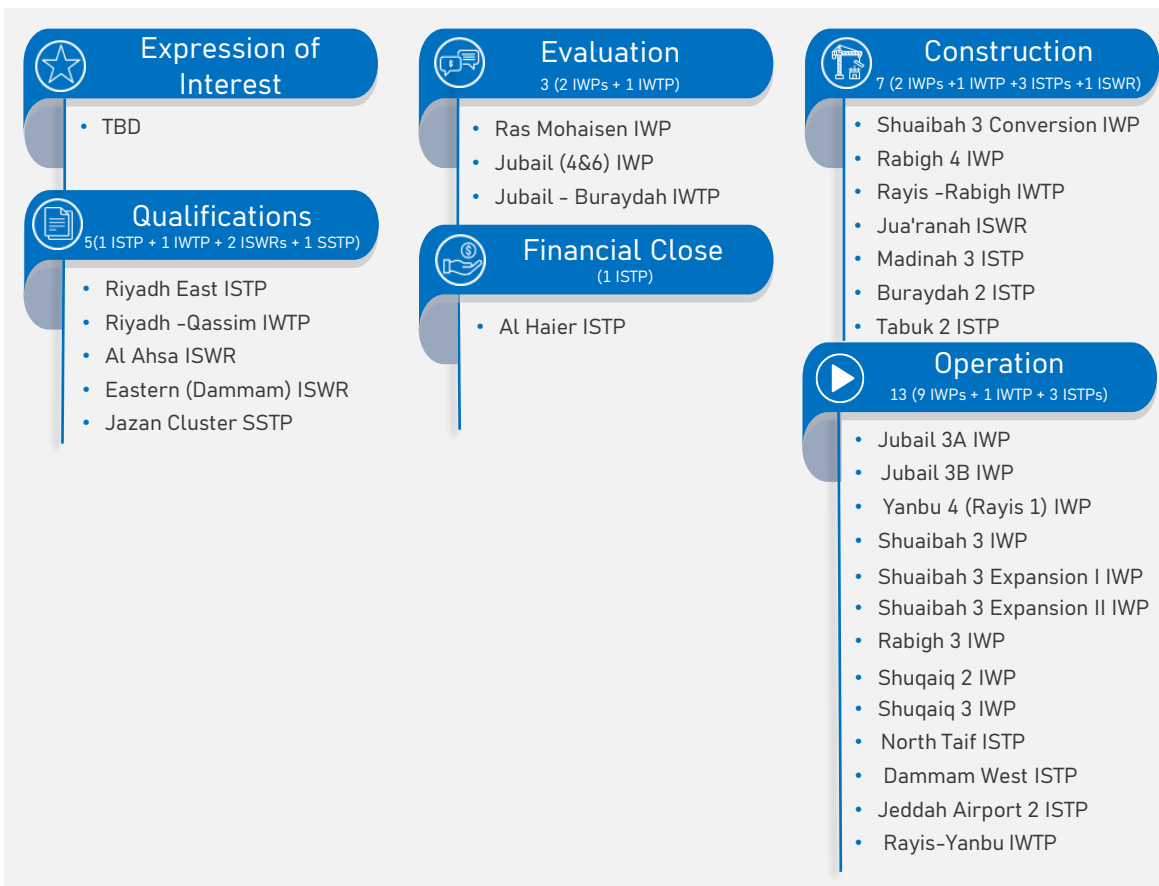 Expression of
Interest
• TBD
Qualifications
5(1 ISTP + 1 IWTP + 2 ISWRs + 1 SSTP)
• Riyadh East ISTP
• Riyadh -Qassim IWTP
• Al Ahsa ISWR
• Eastern (Dammam) ISWR
• Jazan Cluster SSTP
Evaluation
3 (2 IWPs + 1 IWTP)
• Ras Mohaisen IWP
• Jubail (4&6) IWP
• Jubail - Buraydah IWTP
Financial Close
(1 ISTP)
• Al Haier ISTP
Construction
7 (2 IWPs +1 IWTP +3 ISTPs +1 ISWR)
• Shuaibah 3 Conversion IWP
• Rabigh 4 IWP
• Rayis -Rabigh IWTP
• Jua'ranah ISWR
• Madinah 3 ISTP
• Buraydah 2 ISTP
• Tabuk 2 ISTP
Operation
13 (9 IWPs + 1 IWTP + 3 ISTPs)
• Jubail 3A IWP
• Jubail 3B IWP
• Yanbu 4 (Rayis 1) IWP
• Shuaibah 3 IWP
• Shuaibah 3 Expansion I IWP
• Shuaibah 3 Expansion II IWP
• Rabigh 3 IWP
• Shuqaiq 2 IWP
• Shuqaiq 3 IWP
• North Taif ISTP
• Dammam West ISTP
• Jeddah Airport 2 ISTP
• Rayis-Yanbu IWTP